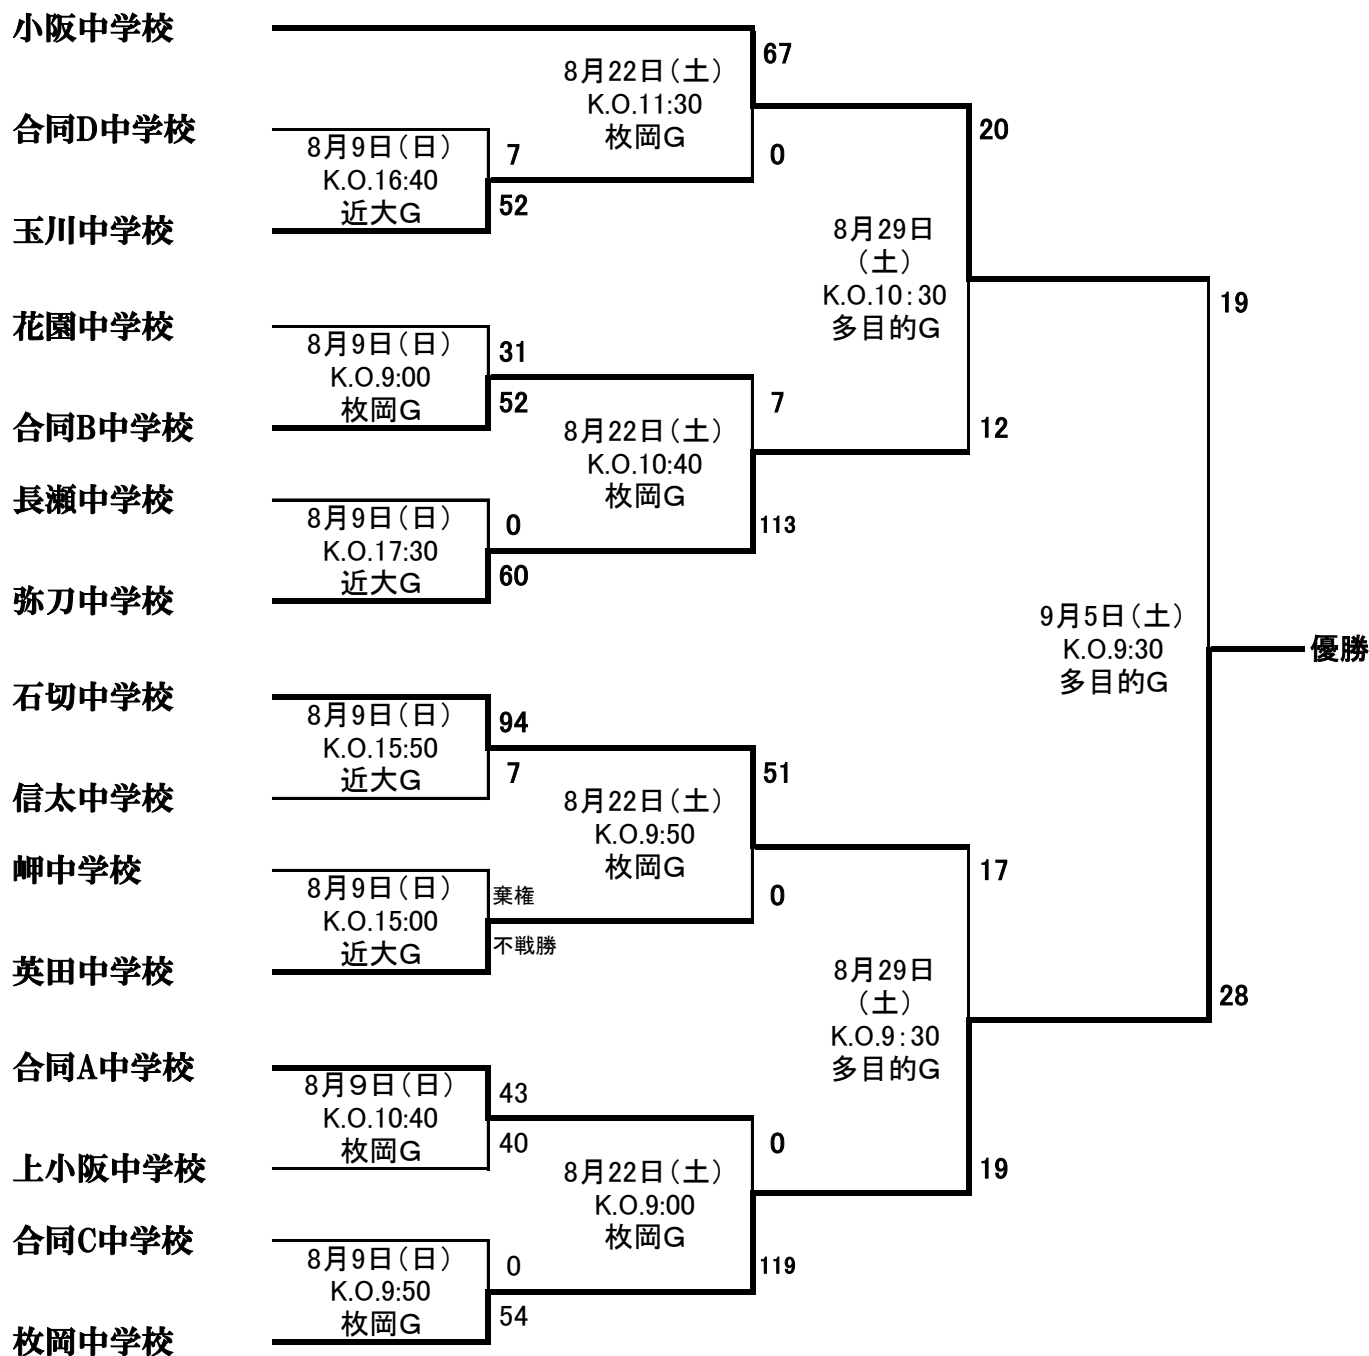 小阪中学校
67
8月22日（土）
K.O.11:30
枚岡G
合同D中学校
20
8月9日（日）
K.O.16:40
近大G
7
0
52
玉川中学校
8月29日
（土）
K.O.10：30
多目的G
19
花園中学校
8月9日（日）
K.O.9:00
枚岡G
31
52
7
合同B中学校
12
8月22日（土）
K.O.10:40
枚岡G
長瀬中学校
8月9日（日）
K.O.17:30
近大G
0
113
60
弥刀中学校
9月5日（土）
K.O.9:30
多目的G
優勝
石切中学校
8月9日（日）
K.O.15:50
近大G
94
7
51
信太中学校
8月22日（土）
K.O.9:50
枚岡G
岬中学校
17
8月9日（日）
K.O.15:00
近大G
棄権
0
不戦勝
英田中学校
8月29日
（土）
K.O.9：30
多目的G
28
合同A中学校
8月９日（日）
K.O.10:40
枚岡G
43
40
0
上小阪中学校
19
8月22日（土）
K.O.9:00
枚岡G
合同C中学校
8月9日（日）
K.O.9:50
枚岡G
0
119
54
枚岡中学校